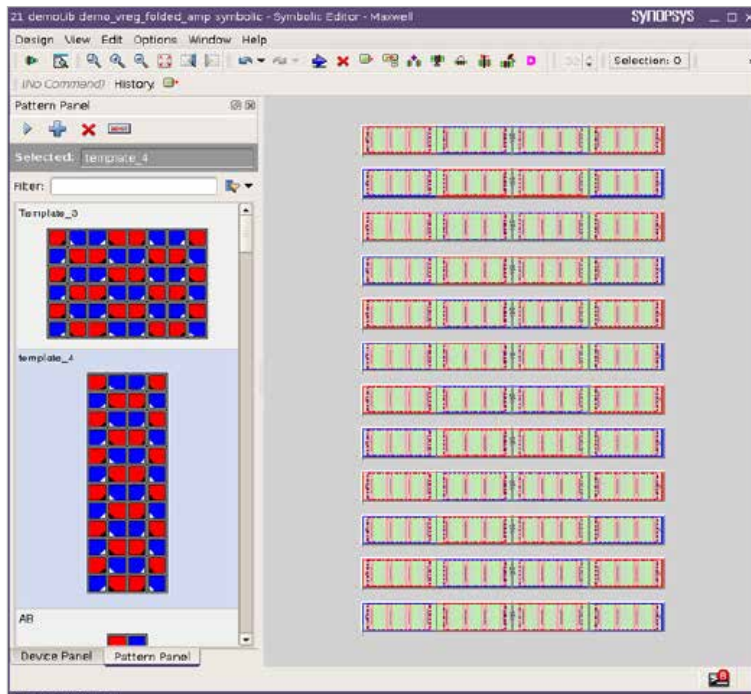 21 demoLib demo_vreg_folded_amp symbolic - Symbolic Editor - Maxwell
SYNOPSYS
Design View Edit Options Window Help
Selection: 0
(No Command) History
Pattern Panel
Selected: template_4
Filter:
Template_3
template_4
AB
Device Panel Pattern Panel